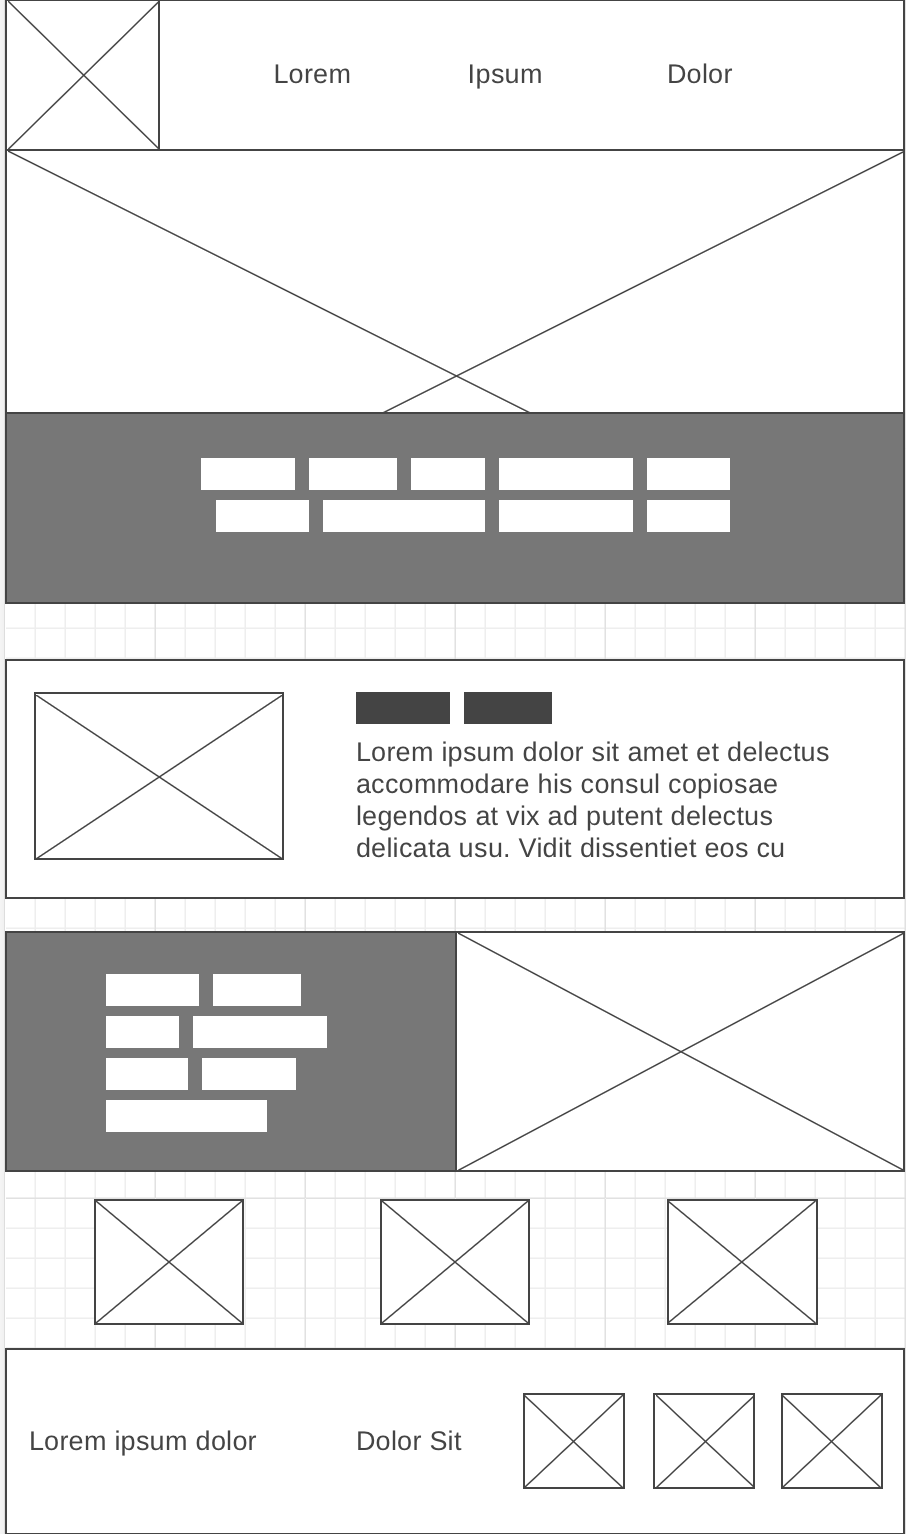 Lorem Ipsum Dolor
Lorem ipsum dolor sit amet et delectus
accommodare his consul copiosae
legendos at vix ad putent delectus
delicata usu. Vidit dissentiet eos cu
Lorem ipsum dolor Dolor Sit